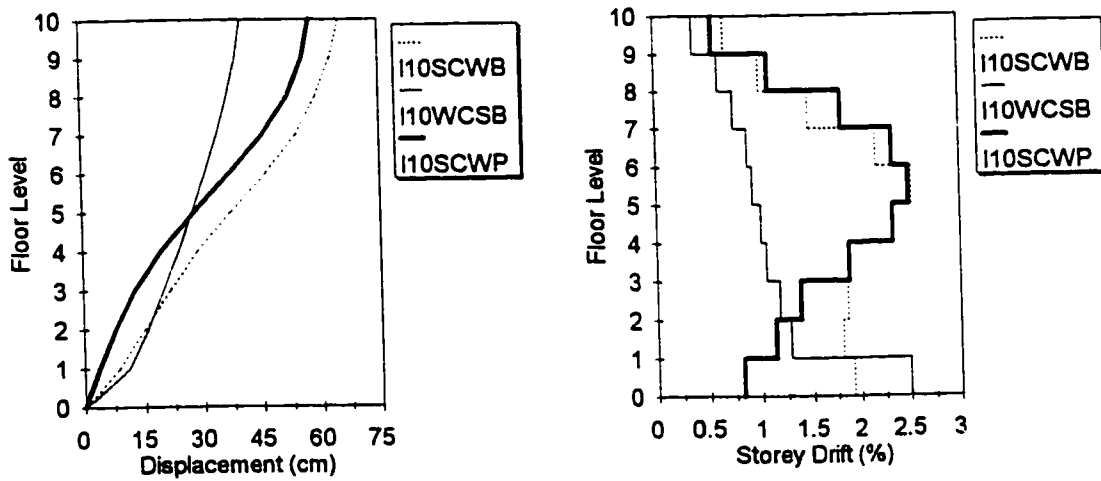 10
9
8
7
6
5
4
3
2
1
0
Floor Level
0 15 30 45 60 75
Displacement (cm)
I10SCWB
I10WCSB
I10SCWP
10
9
8
7
6
5
4
3
2
1
0
Floor Level
0 0.5 1 1.5 2 2.5 3
Storey Drift (%)
I10SCWB
I10WCSB
I10SCWP